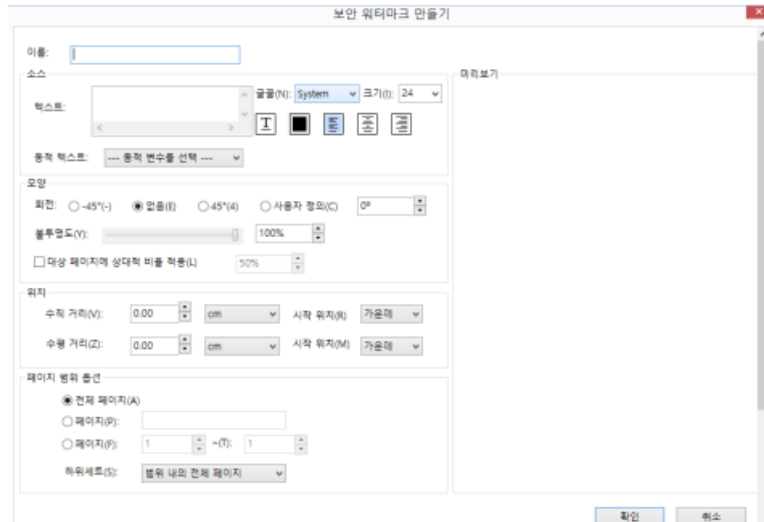 보안 워터마크 만들기
이름:
소스
텍스트:
글꼴(N): System 크기(I): 24
동적 텍스트: ---- 동적 변수를 선택 ----
모양
회전: -45°(-) 없음(E) 45°(4) 사용자 정의(C) 0°
불투명도(Y): 100%
대상 페이지에 상대적 비율 적용(L) 50%
위치
수직 거리(V): 0.00 cm 시작 위치(R) 가운데
수평 거리(Z): 0.00 cm 시작 위치(M) 가운데
페이지 범위 옵션
전체 페이지(A)
페이지(P):
페이지(F): 1 ~(T): 1
하위세트(S): 범위 내의 전체 페이지
미리보기
확인 취소